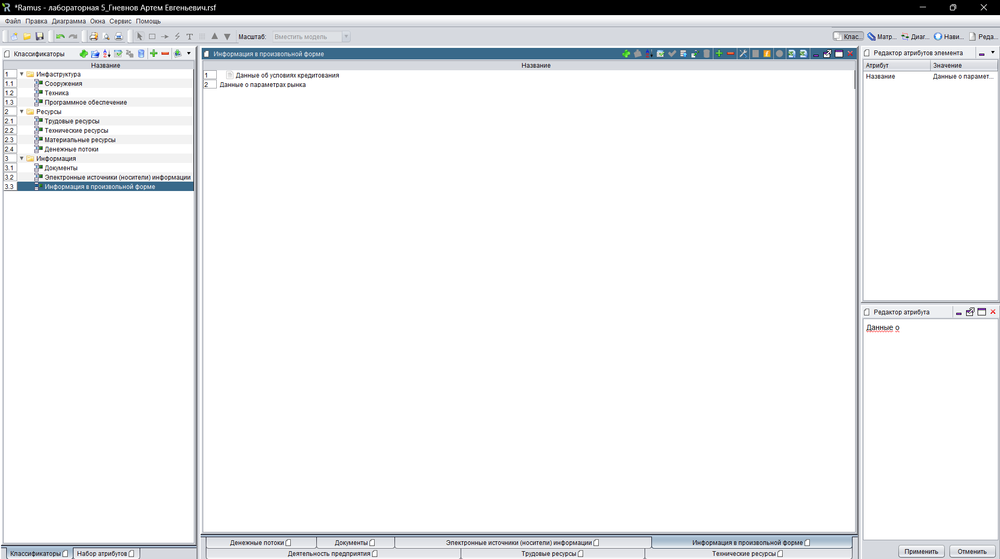 *Ramus - лабораторная 5_Гневнов Артем Евгеньевич.rsf
Файл Правка Диаграмма Окна Сервис Помощь
Масштаб: Вместить модель
Клас... Матр... Диаг... Нави... Реда...
Классификаторы
Название
1 Инфаструктура
1.1 Сооружения
1.2 Техника
1.3 Программное обеспечение
2 Ресурсы
2.1 Трудовые ресурсы
2.2 Технические ресурсы
2.3 Материальные ресурсы
2.4 Денежные потоки
3 Информация
3.1 Документы
3.2 Электронные источники (носители) информации
3.3 Информация в произвольной форме
Классификаторы Набор атрибутов
Информация в произвольной форме
Название
1 Данные об условиях кредитования
2 Данные о параметрах рынка
Денежные потоки Документы Электронные источники (носители) информации Информация в произвольной форме
Деятельность предприятия Трудовые ресурсы Технические ресурсы
Редактор атрибутов элемента
Атрибут Значение
Название Данные о парамет...
Редактор атрибута
Данные о
Применить Отменить